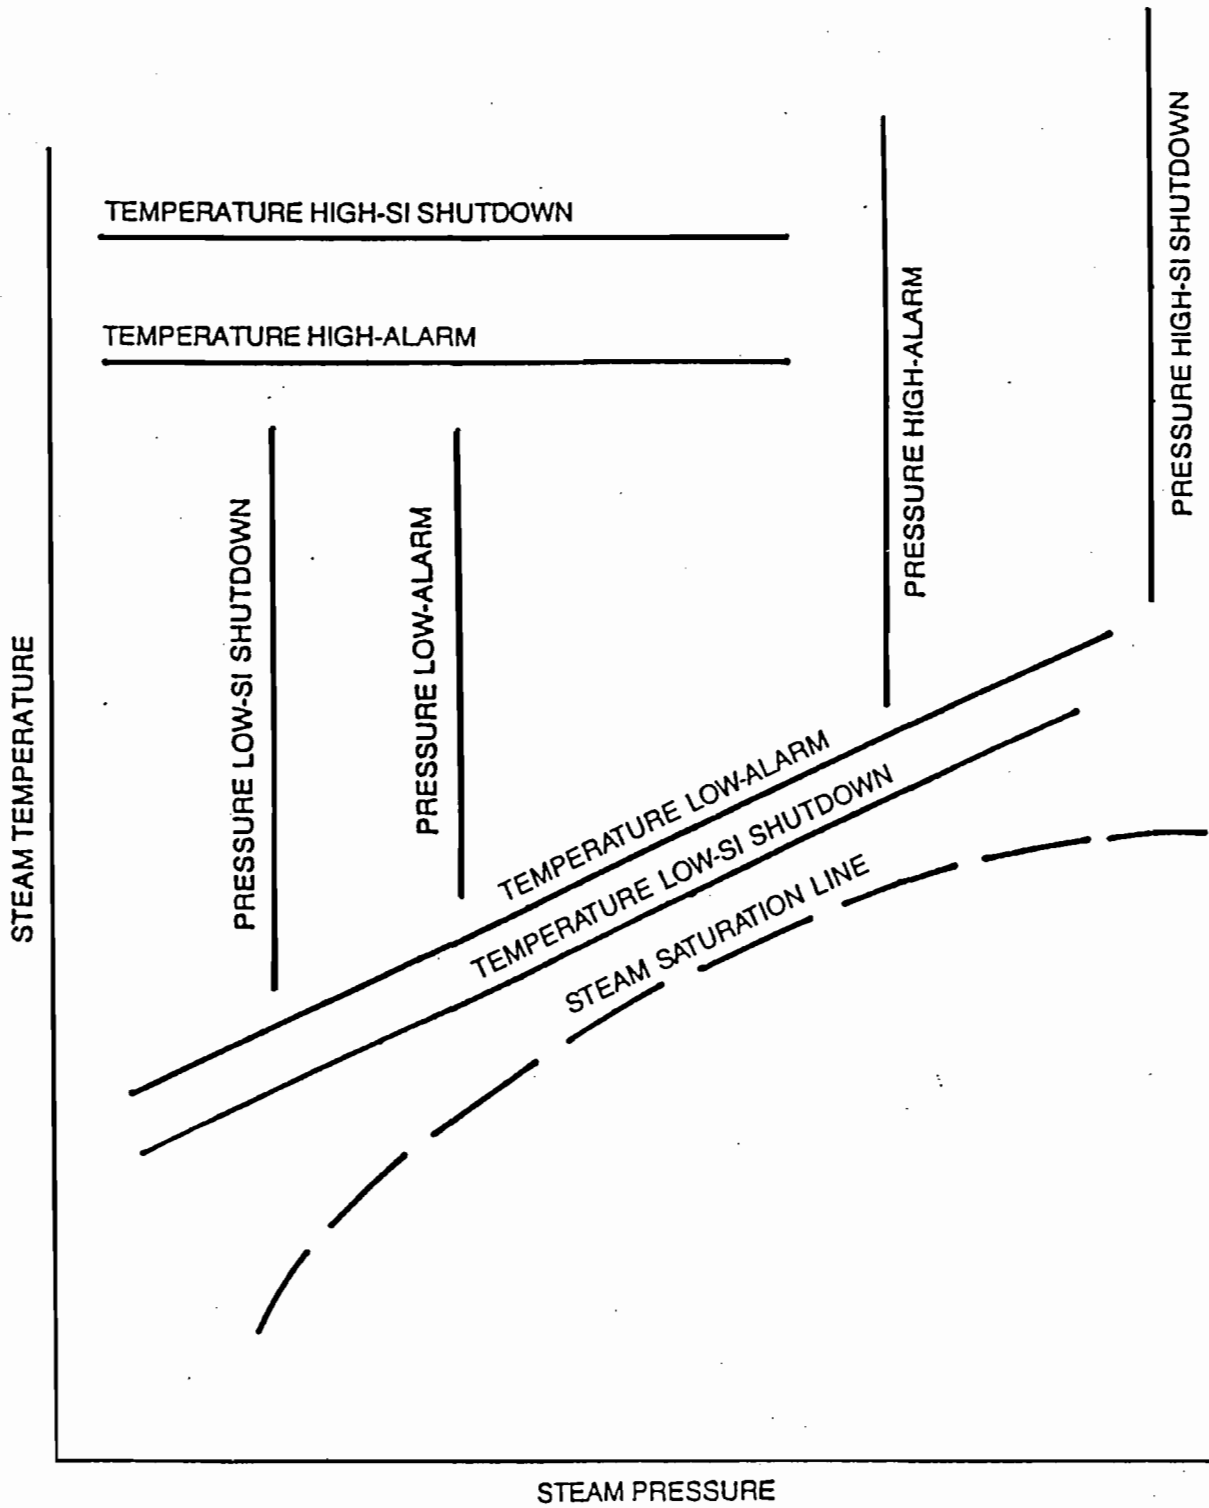 TEMPERATURE HIGH-SI SHUTDOWN
TEMPERATURE HIGH-ALARM
PRESSURE LOW-SI SHUTDOWN
PRESSURE LOW-ALARM
PRESSURE HIGH-ALARM
PRESSURE HIGH-SI SHUTDOWN
STEAM TEMPERATURE
TEMPERATURE LOW-ALARM
TEMPERATURE LOW-SI SHUTDOWN
STEAM SATURATION LINE
STEAM PRESSURE